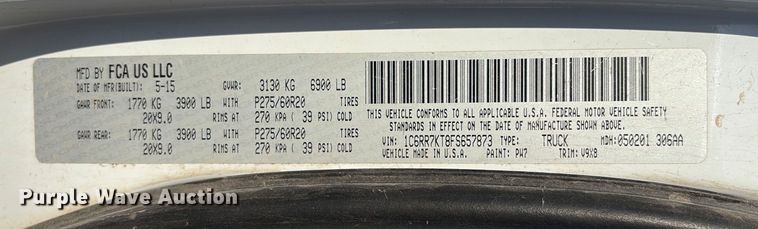 MFD BY FCA US LLC
DATE OF MFR(BUILT): 5-15 GVWR: 3130 KG 6900 LB
GAWR FRONT: 1770 KG 3900 LB WITH P275/60R20 TIRES
20X9.0 RIMS AT 270 KPA ( 39 PSI) COLD
GAWR REAR: 1770 KG 3900 LB WITH P275/60R20 TIRES
20X9.0 RIMS AT 270 KPA ( 39 PSI) COLD
THIS VEHICLE CONFORMS TO ALL APPLICABLE U.S.A. FEDERAL MOTOR VEHICLE SAFETY
STANDARDS IN EFFECT ON THE DATE OF MANUFACTURE SHOWN ABOVE.
VIN: 1C6RR7KT8FS657873 TYPE: TRUCK MDH:050201 306AA
VEHICLE MADE IN U.S.A. PAINT: PW7 TRIM: V9X8
Purple Wave Auction
Purple Wave Auction